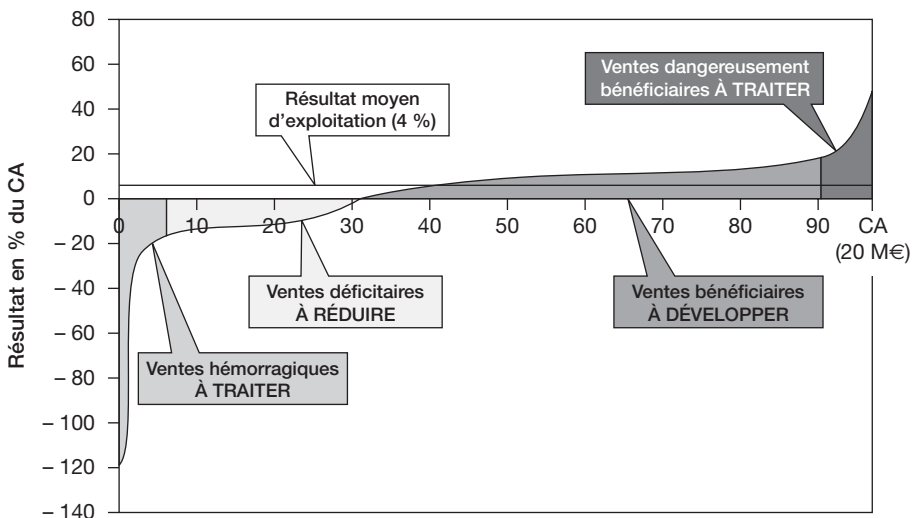 80
60
40
20
0
– 20
– 40
– 60
– 80
– 100
– 120
– 140
Résultat en % du CA
Résultat moyen
d’exploitation (4 %)
Ventes dangereusement
bénéficiaires À TRAITER
0 10 20 30 40 50 60 70 80 90 CA
(20 M€)
Ventes déficitaires
À RÉDUIRE
Ventes bénéficiaires
À DÉVELOPPER
Ventes hémorragiques
À TRAITER